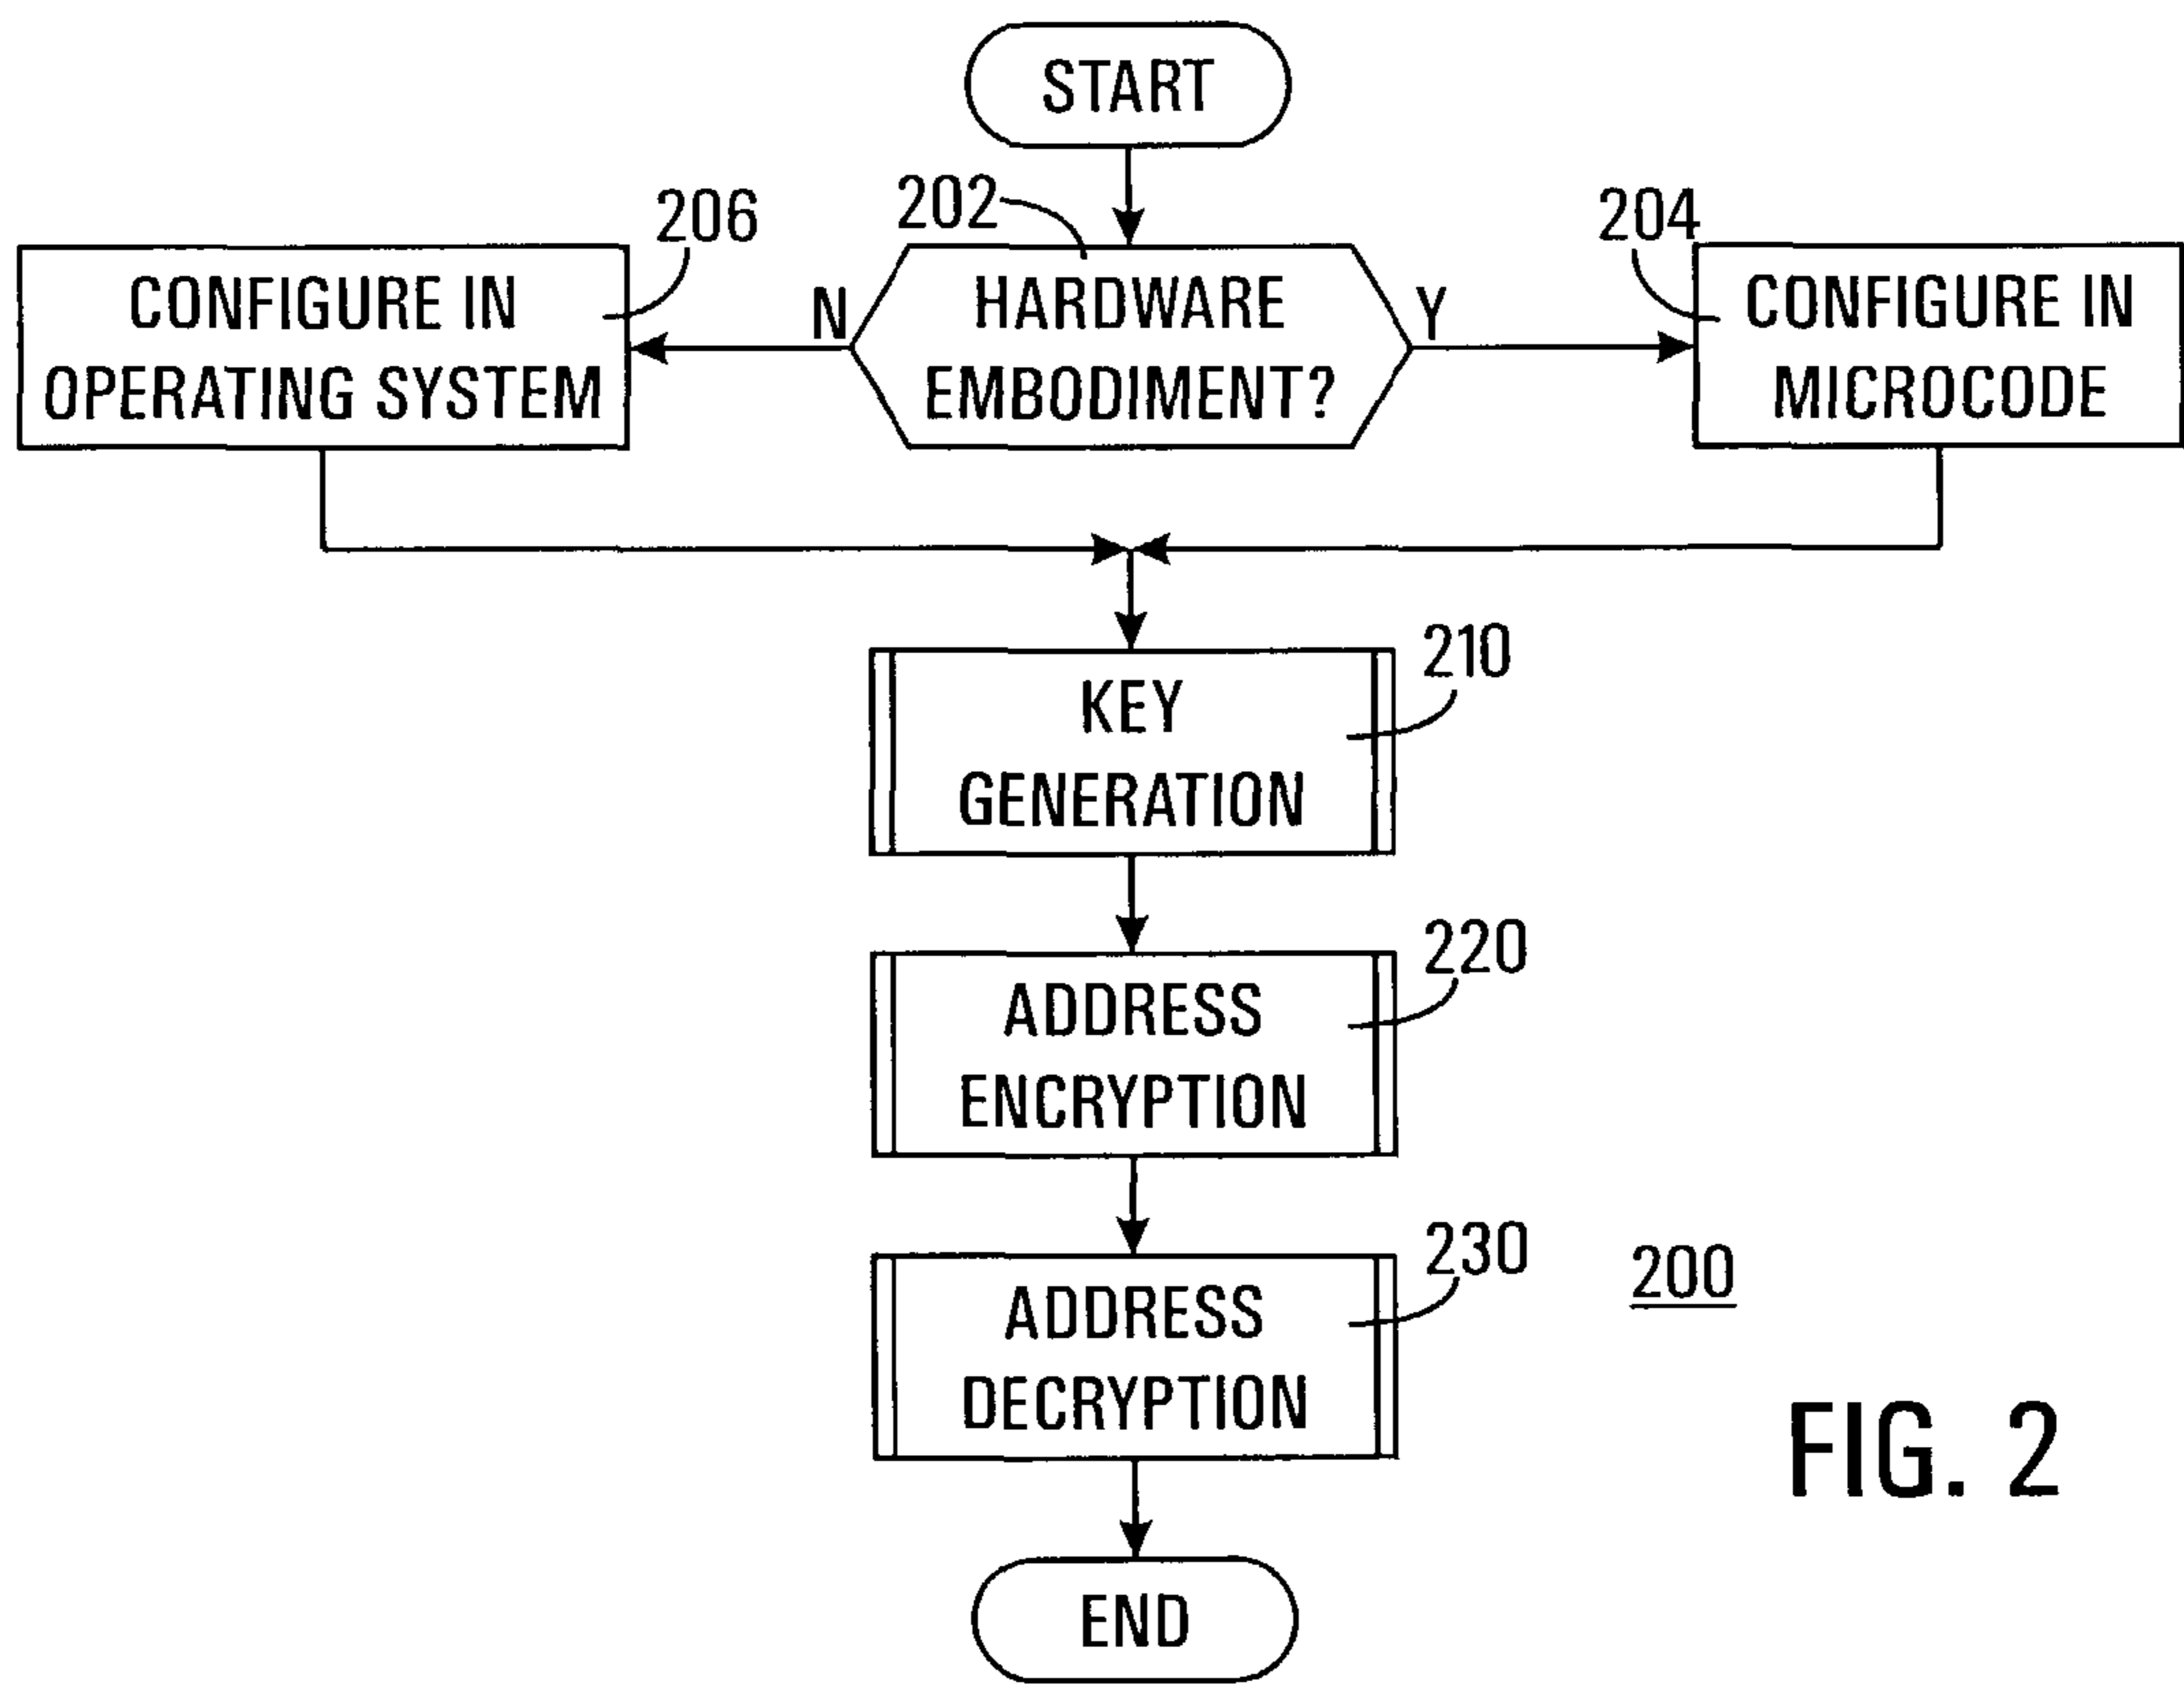 START
206
202
204
CONFIGURE IN
OPERATING SYSTEM
N
HARDWARE
EMBODIMENT?
Y
CONFIGURE IN
MICROCODE
210
KEY
GENERATION
220
ADDRESS
ENCRYPTION
230
ADDRESS
DECRYPTION
200
FIG. 2
END